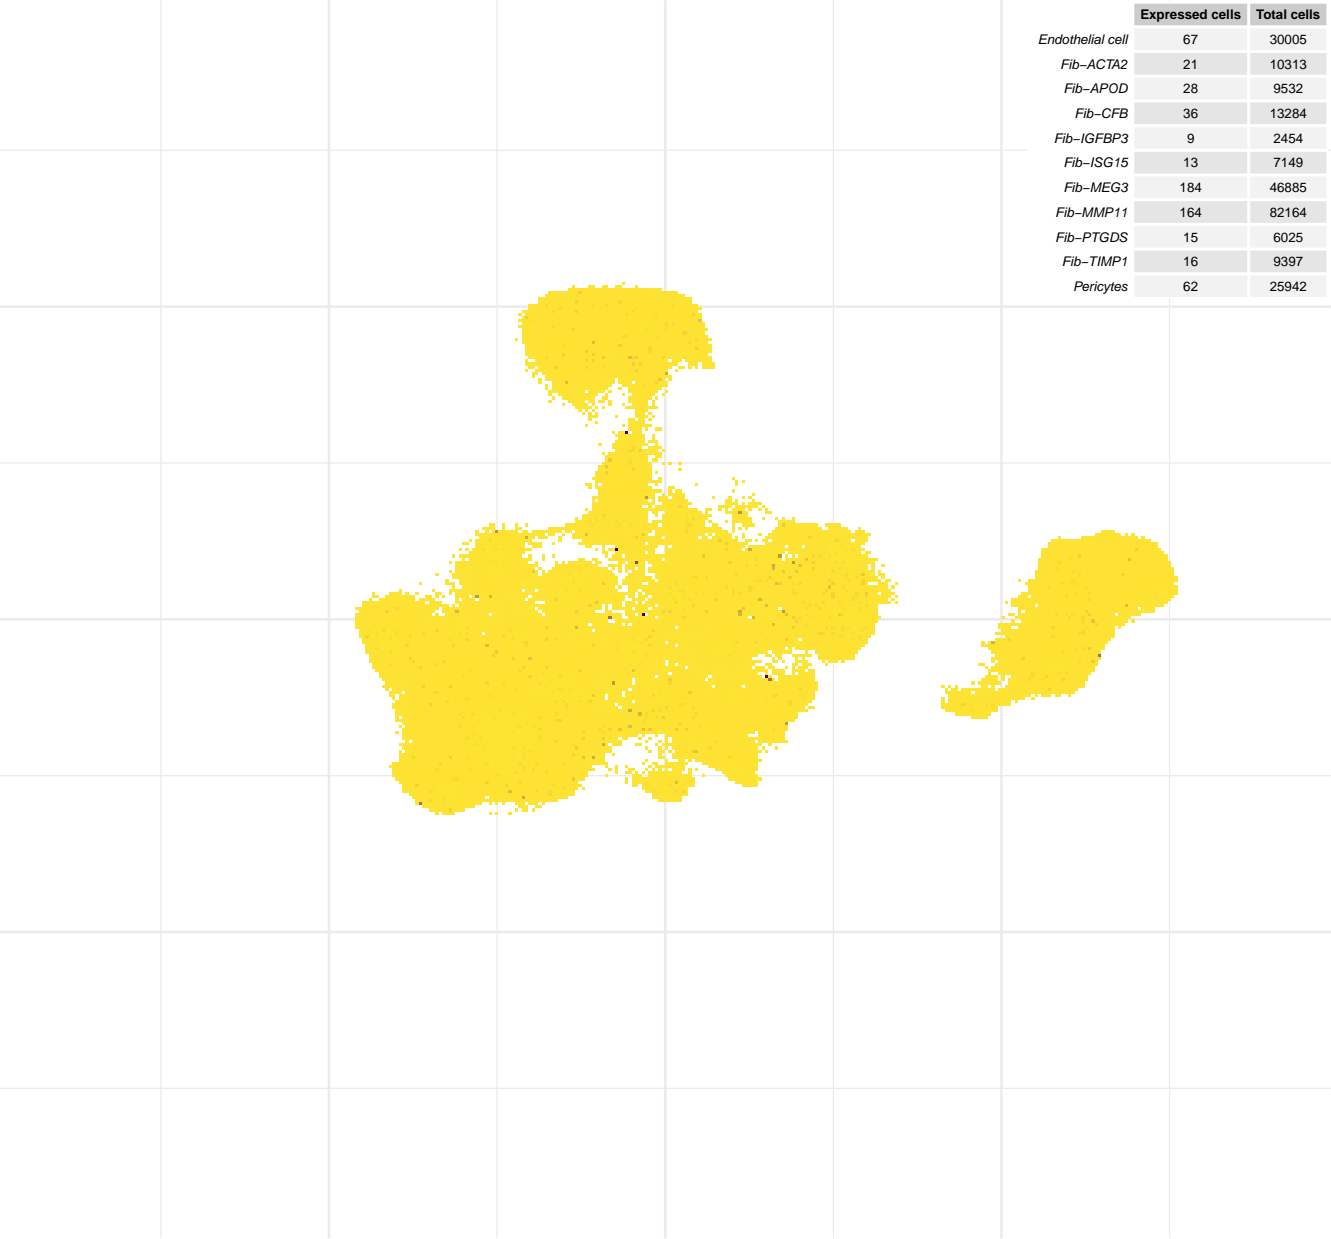 Expressed cells Total cells
Endothelial cell 67 30005
Fib−ACTA2 21 10313
Fib−APOD 28 9532
Fib−CFB 36 13284
Fib−IGFBP3 9 2454
Fib−ISG15 13 7149
Fib−MEG3 184 46885
Fib−MMP11 164 82164
Fib−PTGDS 15 6025
Fib−TIMP1 16 9397
Pericytes 62 25942